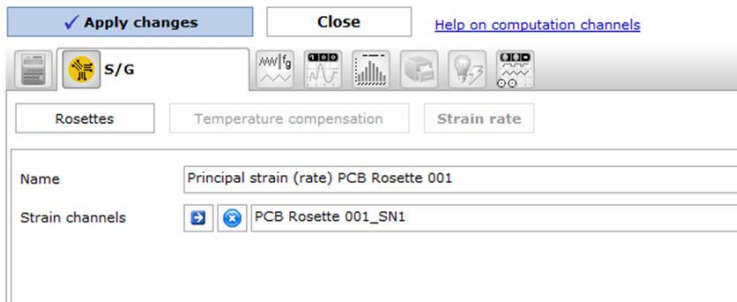 ✓ Apply changes Close Help on computation channels
S/G
Rosettes Temperature compensation Strain rate
Name Principal strain (rate) PCB Rosette 001
Strain channels PCB Rosette 001_SN1